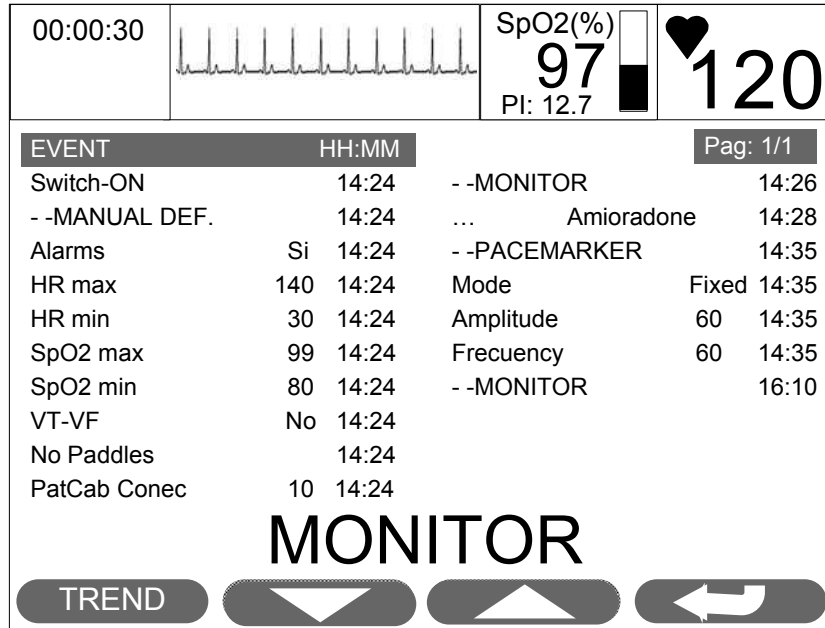 00:00:30
SpO2(%)
97
PI: 12.7
120
EVENT HH:MM
Switch-ON 14:24
- -MANUAL DEF. 14:24
Alarms Si 14:24
HR max 140 14:24
HR min 30 14:24
SpO2 max 99 14:24
SpO2 min 80 14:24
VT-VF No 14:24
No Paddles 14:24
PatCab Conec 10 14:24
Pag: 1/1
- -MONITOR 14:26
... Amioradone 14:28
- -PACEMARKER 14:35
Mode Fixed 14:35
Amplitude 60 14:35
Frecuency 60 14:35
- -MONITOR 16:10
MONITOR
TREND